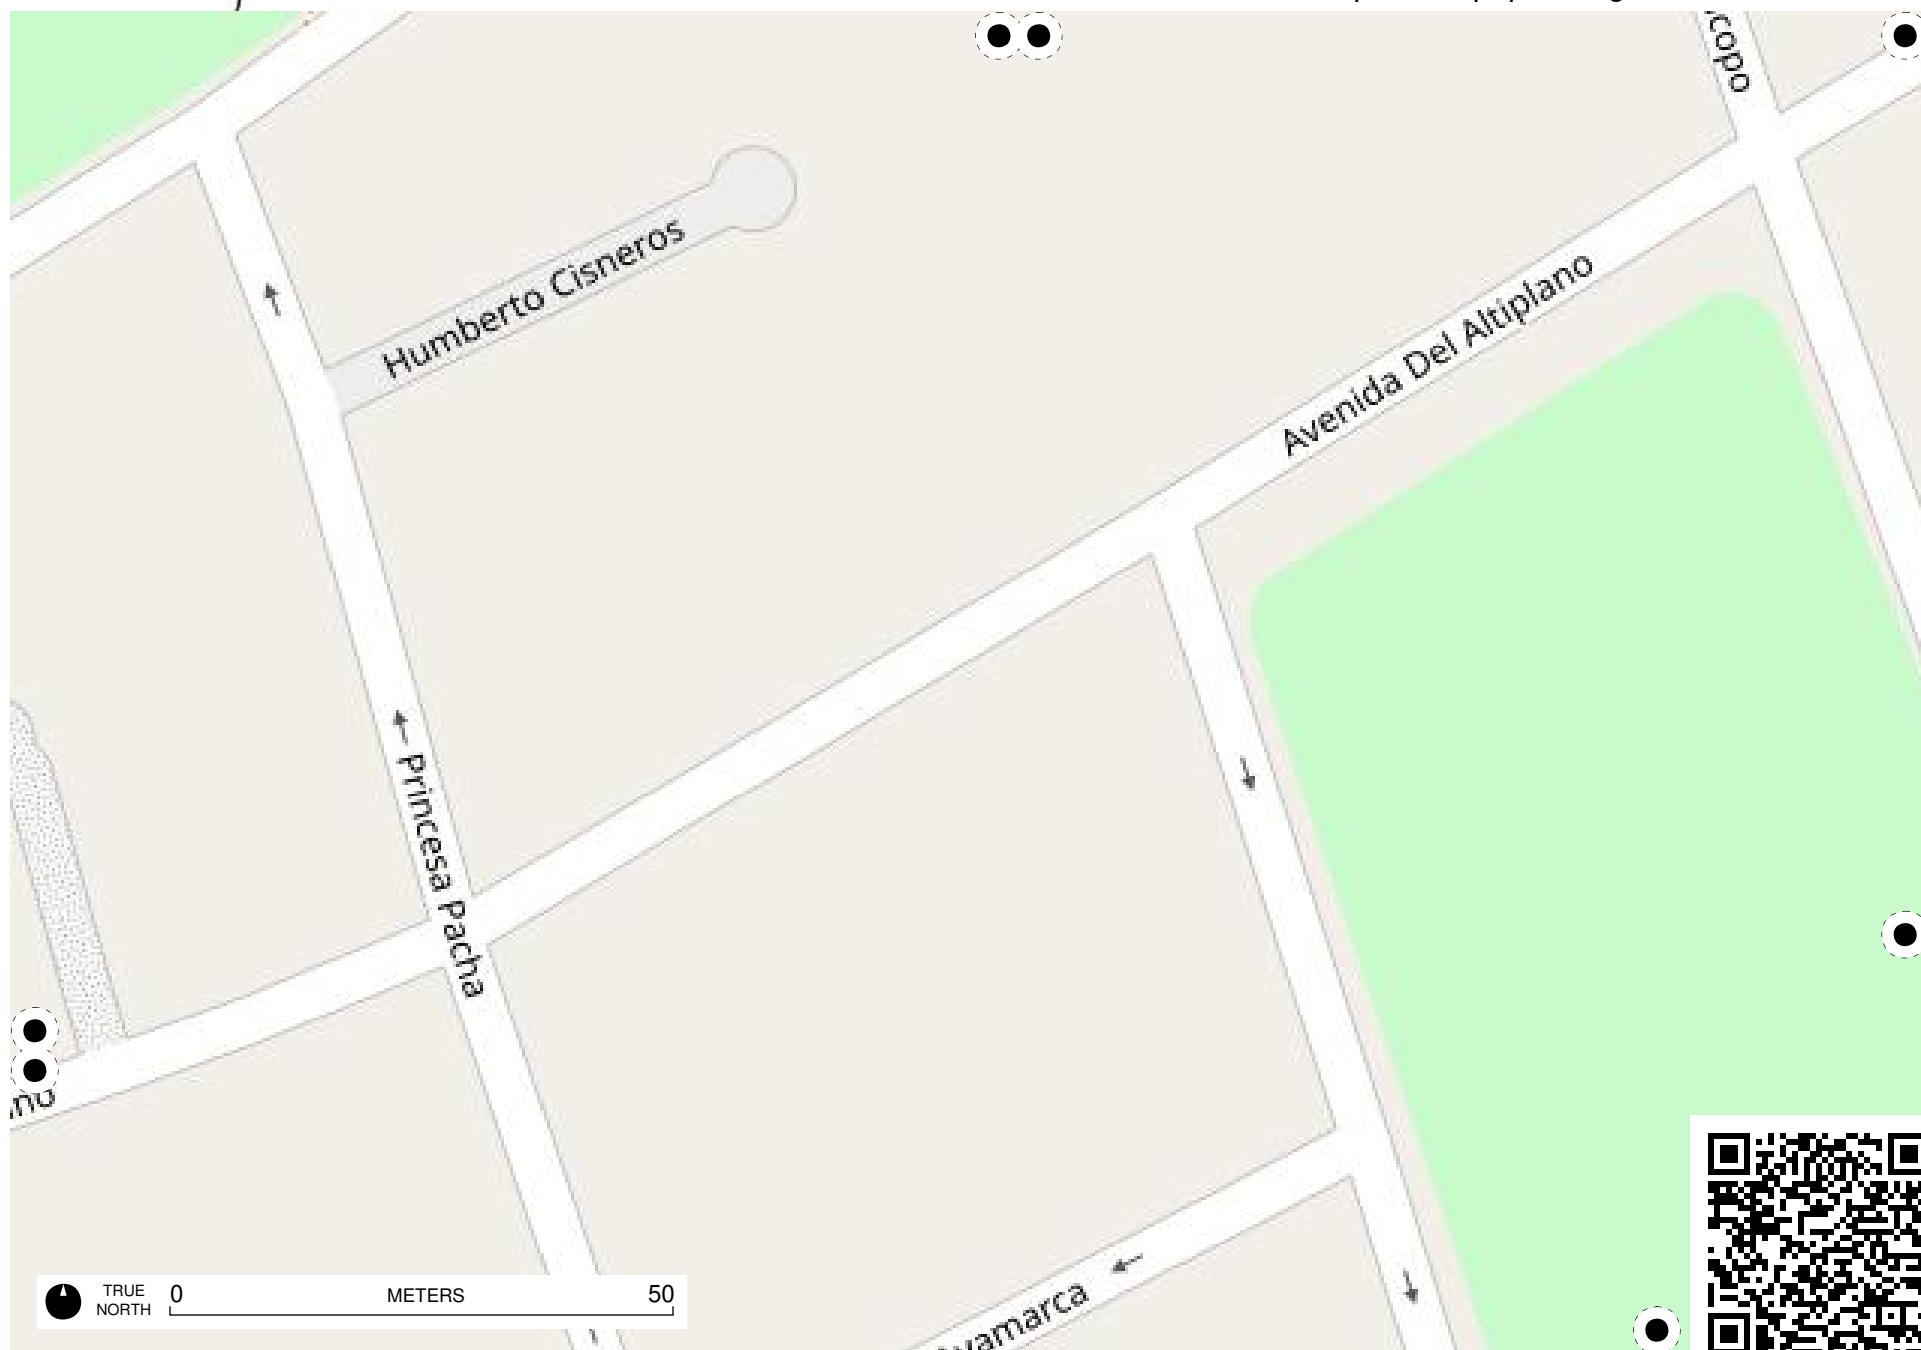 copo
Humberto Cisneros
Avenida Del Altiplano
Princesa Pacha
TRUE
NORTH
0
METERS
50